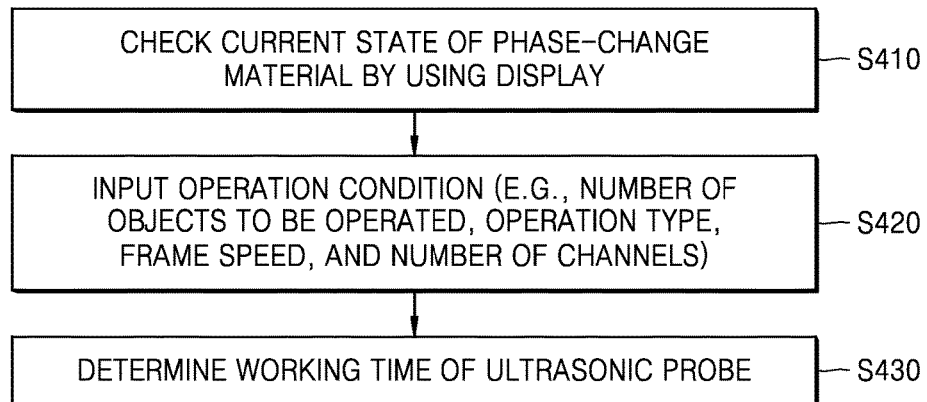 CHECK CURRENT STATE OF PHASE-CHANGE
MATERIAL BY USING DISPLAY
S410
INPUT OPERATION CONDITION (E.G., NUMBER OF
OBJECTS TO BE OPERATED, OPERATION TYPE,
FRAME SPEED, AND NUMBER OF CHANNELS)
S420
DETERMINE WORKING TIME OF ULTRASONIC PROBE
S430